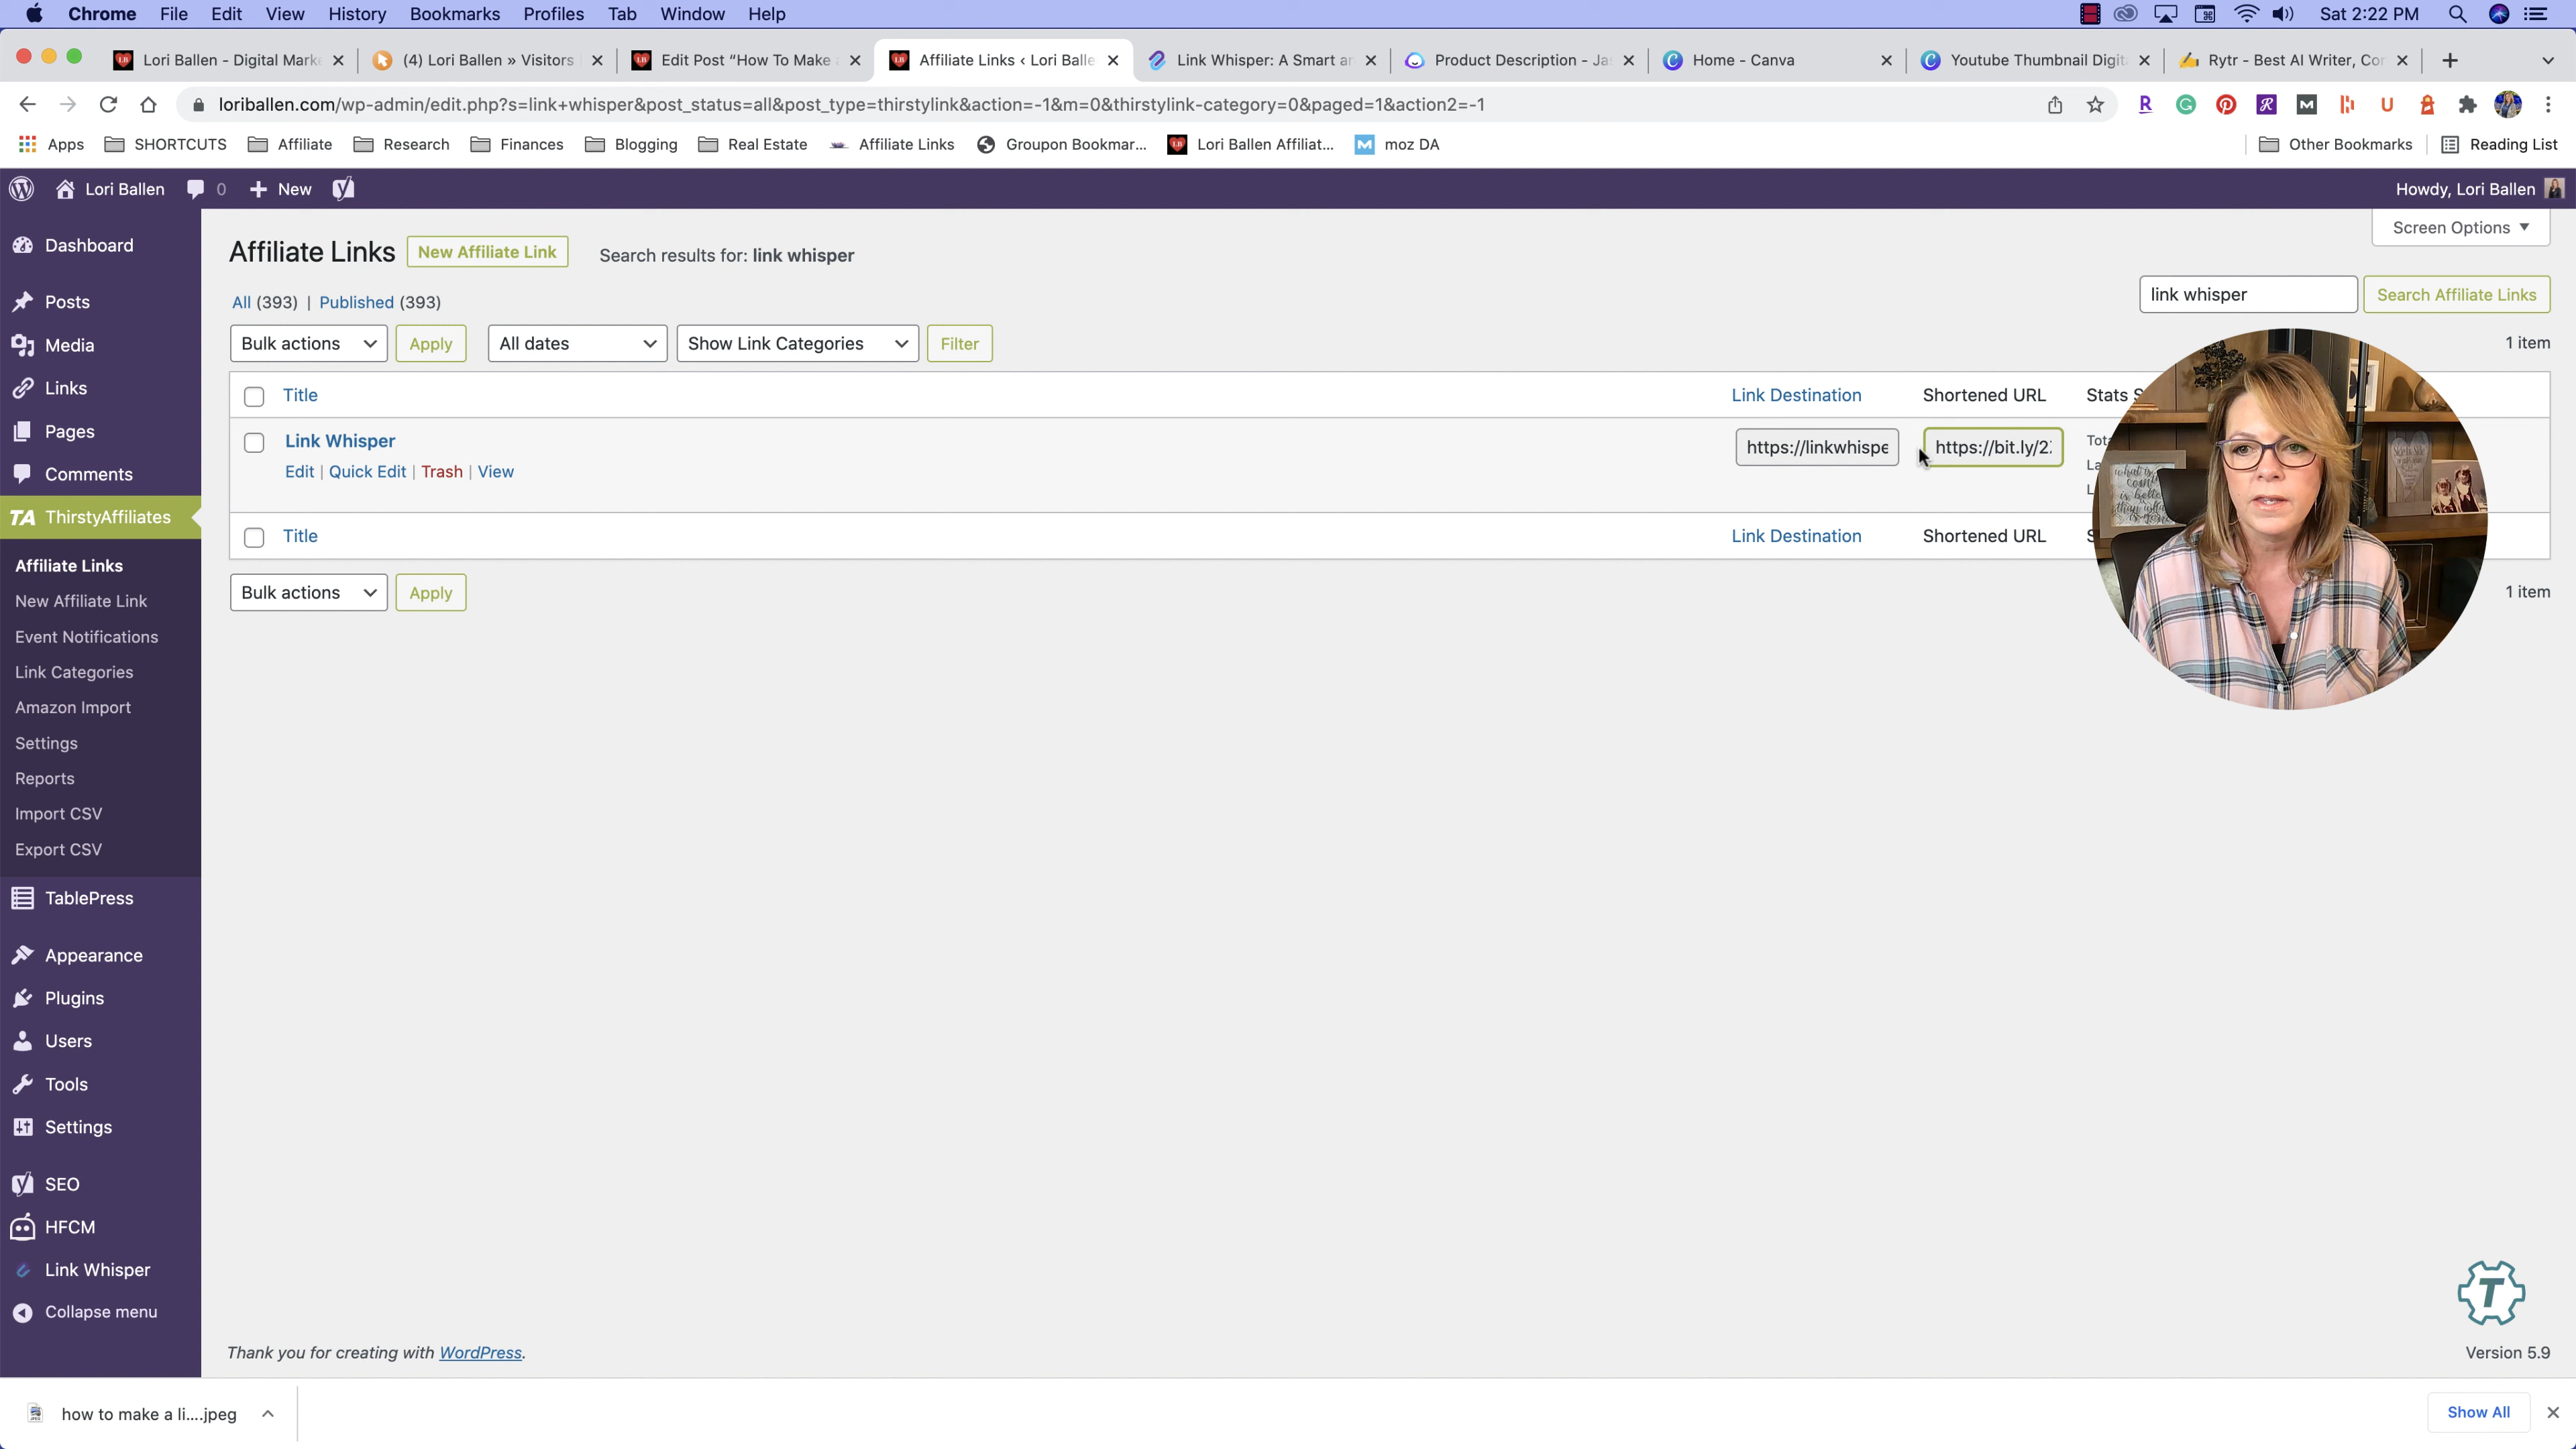 Chrome File Edit View History Bookmarks Profiles Tab Window Help Sat 2:22 PM
Lori Ballen - Digital Marke (4) Lori Ballen » Visitors Edit Post “How To Make Affiliate Links ‹ Lori Balle Link Whisper: A Smart an Product Description - Jas Home - Canva Youtube Thumbnail Digit Rytr - Best AI Writer, Con
loriballen.com/wp-admin/edit.php?s=link+whisper&post_status=all&post_type=thirstylink&action=-1&m=0&thirstylink-category=0&paged=1&action2=-1
Apps SHORTCUTS Affiliate Research Finances Blogging Real Estate Affiliate Links Groupon Bookmar... Lori Ballen Affiliat... moz DA Other Bookmarks Reading List
Lori Ballen 0 New Howdy, Lori Ballen
Screen Options
Dashboard
Posts
Media
Links
Pages
Comments
TA ThirstyAffiliates
Affiliate Links
New Affiliate Link
Event Notifications
Link Categories
Amazon Import
Settings
Reports
Import CSV
Export CSV
TablePress
Appearance
Plugins
Users
Tools
Settings
SEO
HFCM
Link Whisper
Collapse menu
Affiliate Links New Affiliate Link Search results for: link whisper
All (393) | Published (393)
link whisper Search Affiliate Links
Bulk actions Apply All dates Show Link Categories Filter 1 item
Title Link Destination Shortened URL Stats
Link Whisper https://linkwhispe https://bit.ly/2
Edit | Quick Edit | Trash | View
Title Link Destination Shortened URL
Bulk actions Apply 1 item
T
Thank you for creating with WordPress. Version 5.9
how to make a li....jpeg Show All